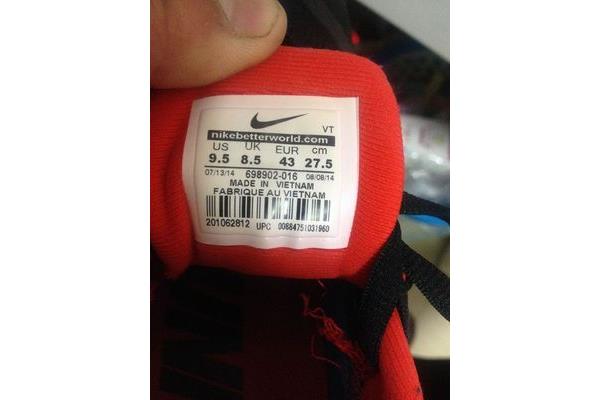 VT
nikebetterworld.com
US UK EUR cm
9.5 8.5 43 27.5
07/13/14 698902-016 08/08/14
MADE IN VIETNAM
FABRIQUE AU VIETNAM
201062812 UPC 00884751031960